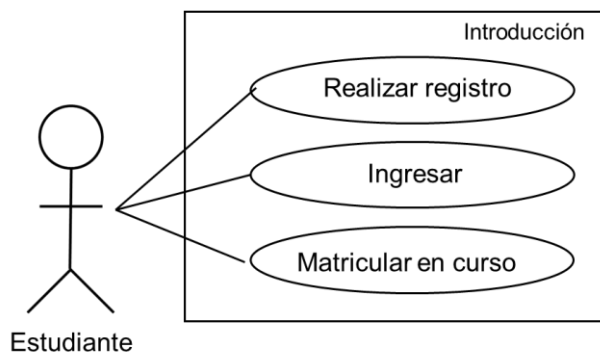 Introducción
Realizar registro
Ingresar
Matricular en curso
Estudiante